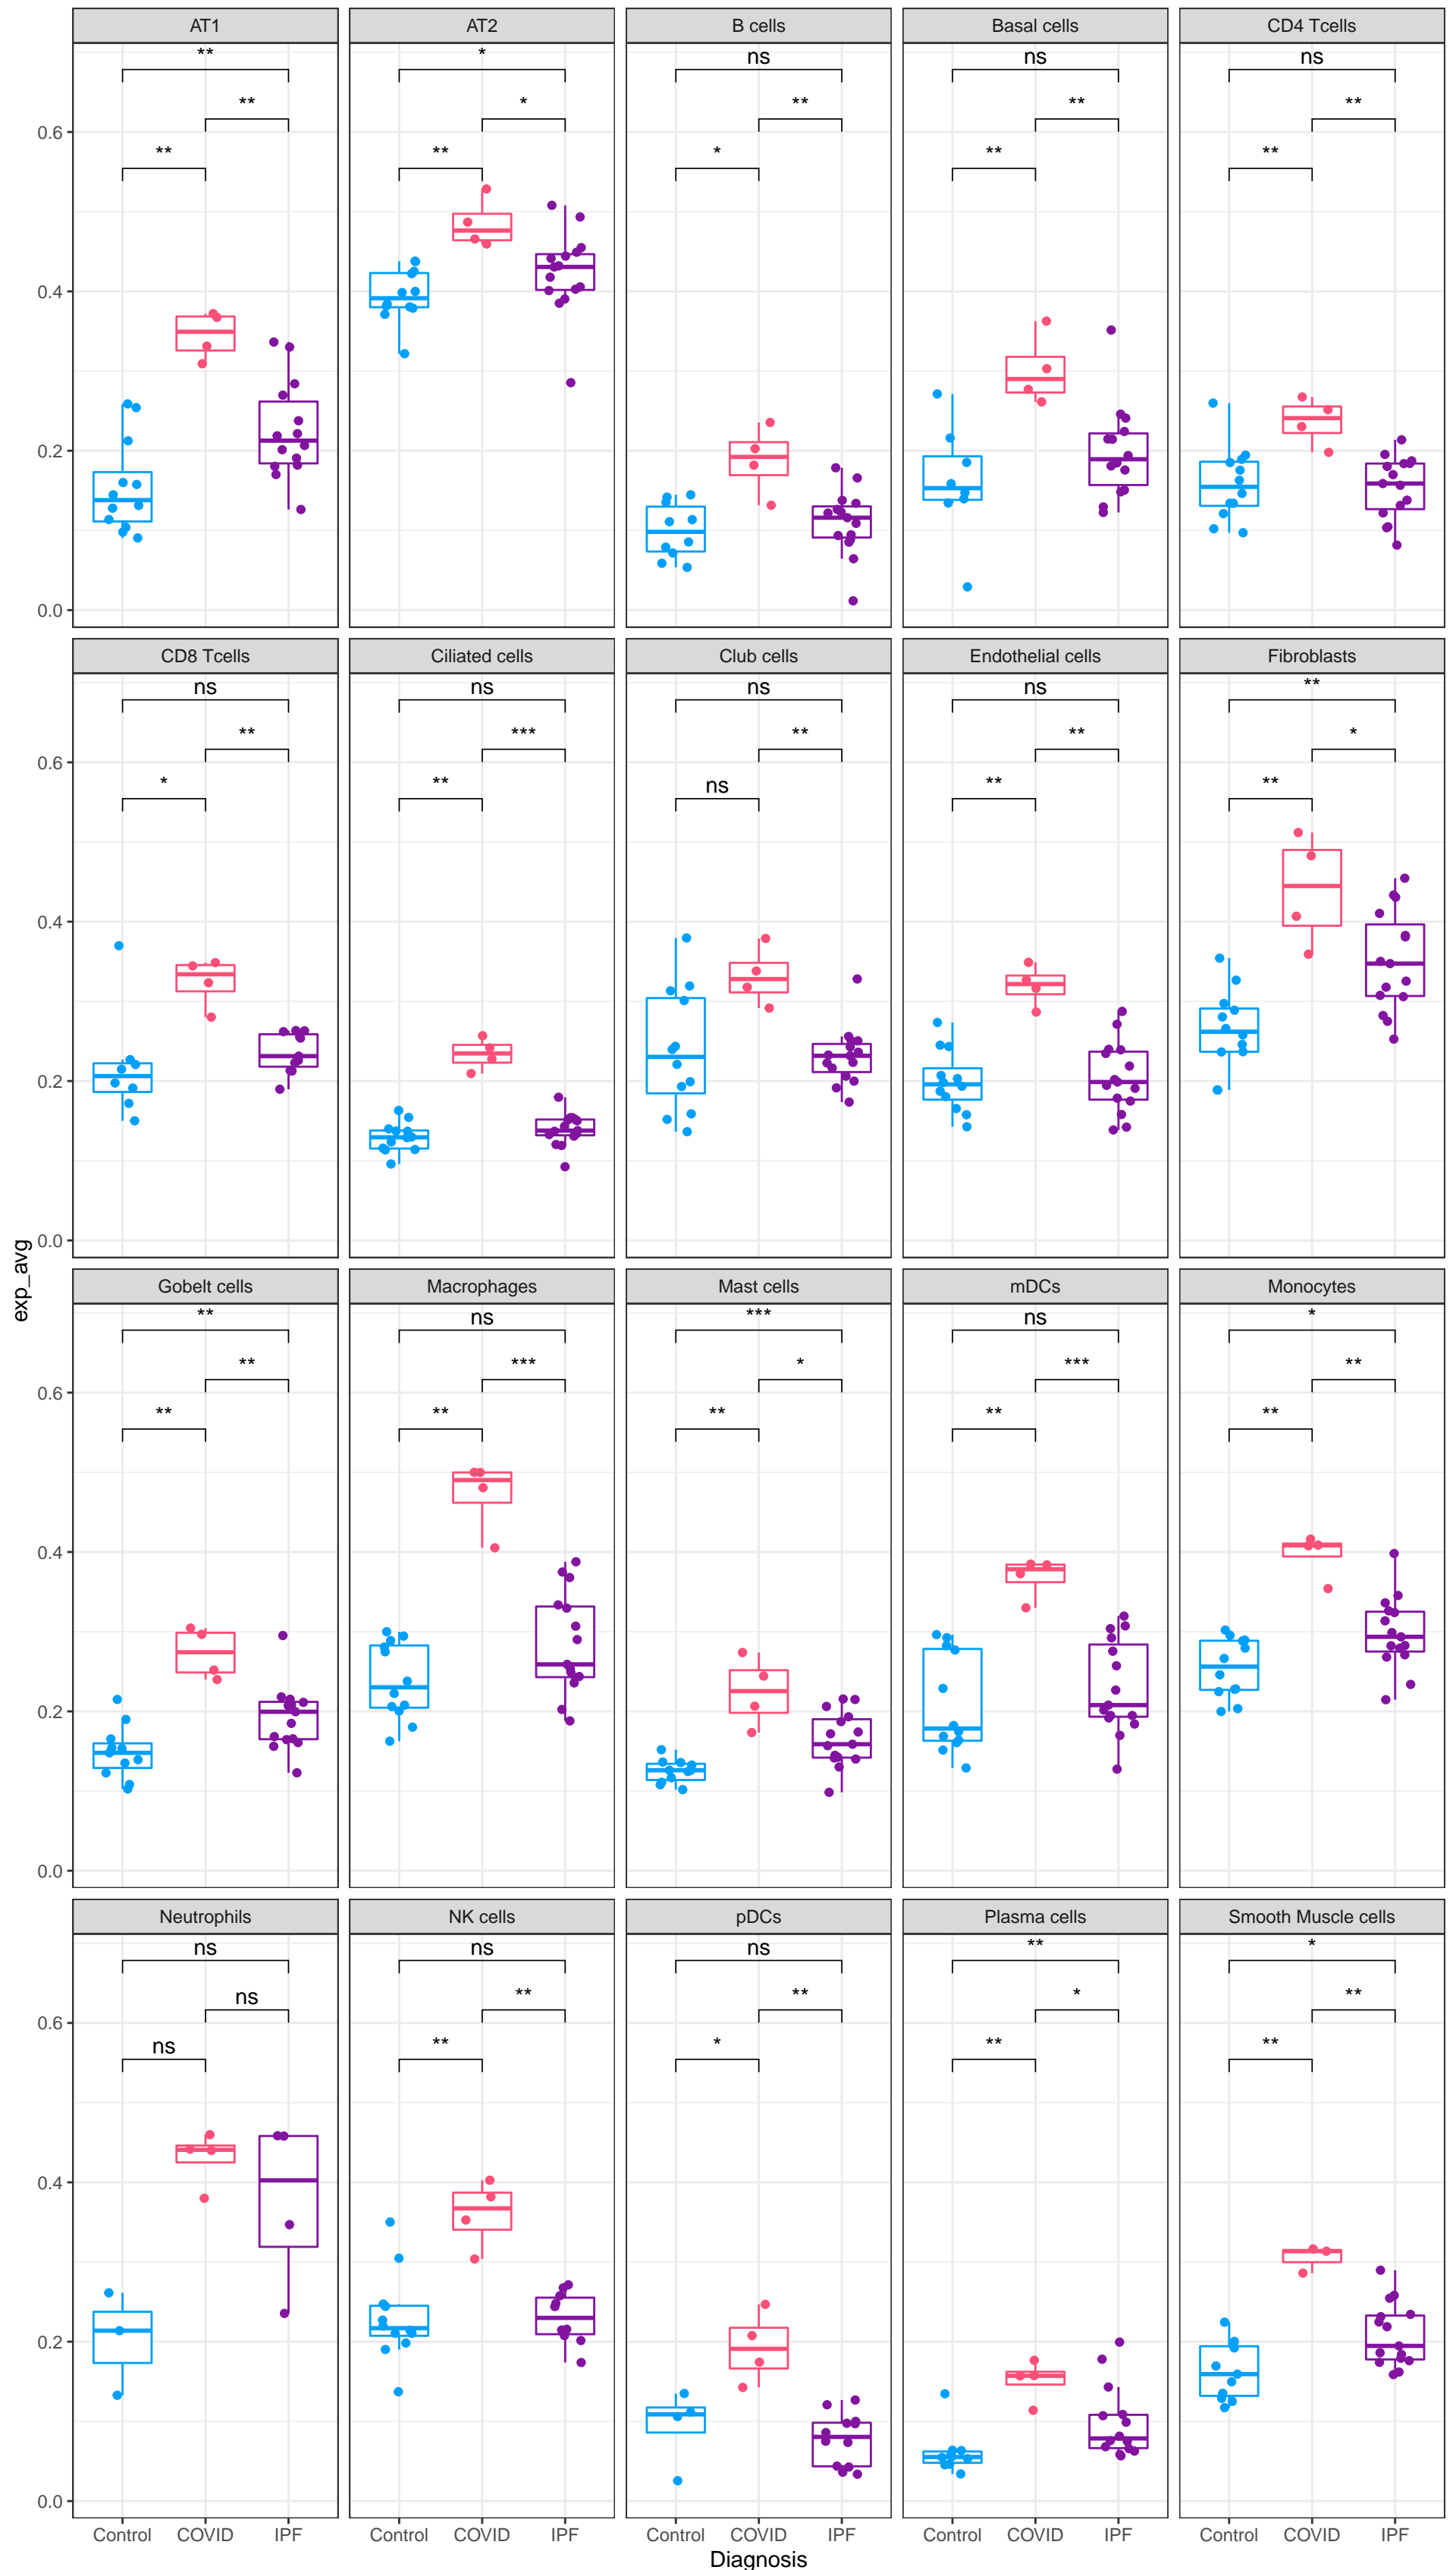 AT1 AT2 B cells Basal cells CD4 Tcells
** * ns ns ns
** * ** ** **
** ** * ** **
0.6
0.4
0.2
0.0
CD8 Tcells Ciliated cells Club cells Endothelial cells Fibroblasts
ns ns ns ns **
** *** ** ** *
* ** ns ** **
0.6
0.4
0.2
0.0
exp_avg
Gobelt cells Macrophages Mast cells mDCs Monocytes
** ns *** ns *
** *** * *** **
** ** ** ** **
0.6
0.4
0.2
0.0
Neutrophils NK cells pDCs Plasma cells Smooth Muscle cells
ns ns ns ** *
ns ** ** * **
ns ** * ** **
0.6
0.4
0.2
0.0
Control COVID IPF Control COVID IPF Control COVID IPF Control COVID IPF Control COVID IPF
Diagnosis